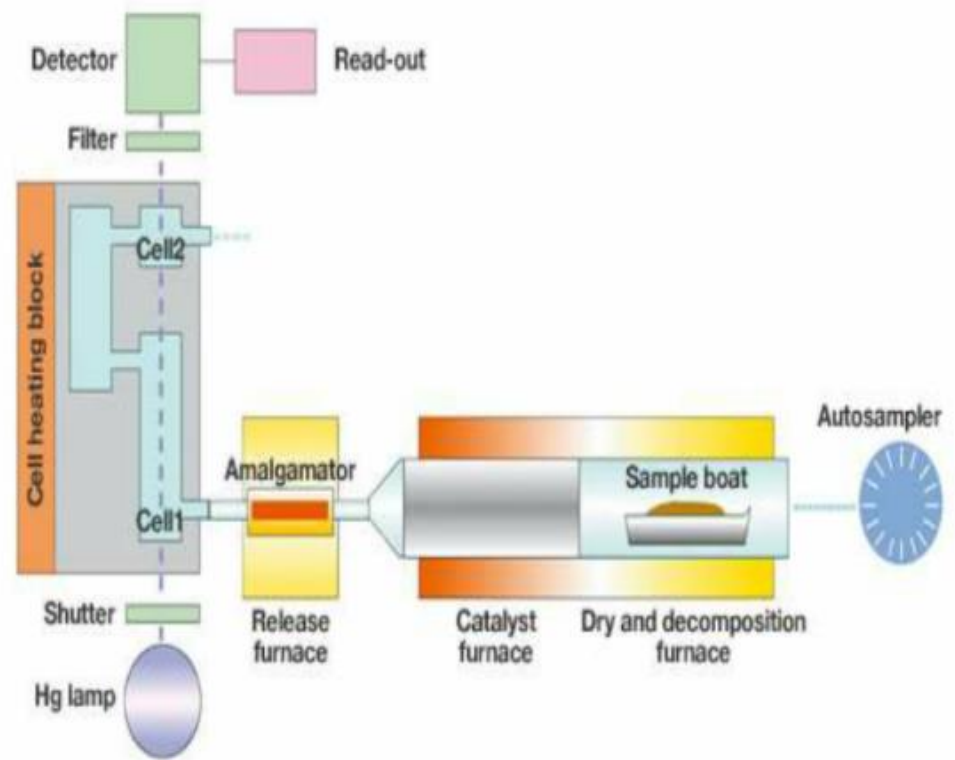 Detector
Read-out
Filter
Cell2
Cell heating block
Autosampler
Amalgamator
Sample boat
Cell1
Shutter
Release
furnace
Catalyst
furnace
Dry and decomposition
furnace
Hg lamp